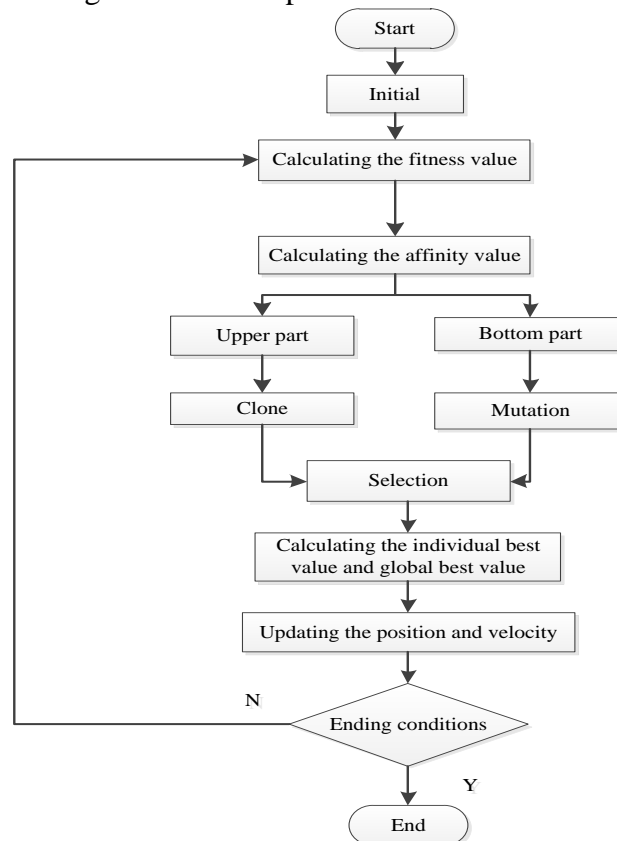 Start
Initial
Calculating the fitness value
Calculating the affinity value
Upper part
Bottom part
Clone
Mutation
Selection
Calculating the individual best
value and global best value
Updating the position and velocity
N
Ending conditions
Y
End